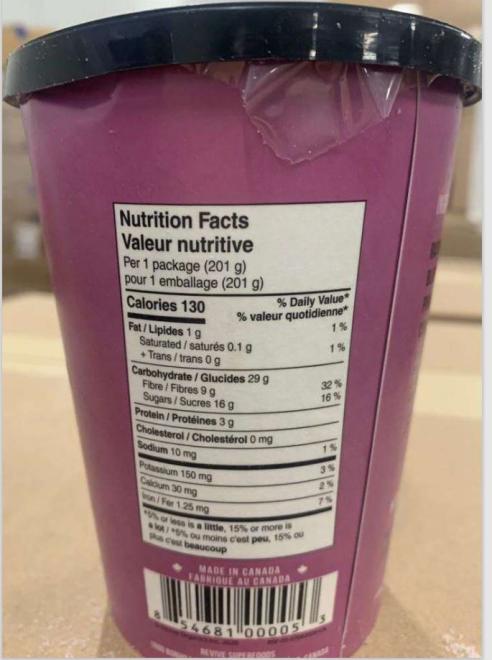 Nutrition Facts
Valeur nutritive
Per 1 package (201 g)
pour 1 emballage (201 g)
Calories 130
% Daily Value*
% valeur quotidienne*
Fat / Lipides 1 g 1 %
Saturated / saturés 0.1 g
+ Trans / trans 0 g 1 %
Carbohydrate / Glucides 29 g
Fibre / Fibres 9 g 32 %
Sugars / Sucres 16 g 16 %
Protein / Protéines 3 g
Cholesterol / Cholestérol 0 mg
Sodium 10 mg 1 %
Potassium 150 mg 3 %
Calcium 30 mg 2 %
Iron / Fer 1.25 mg 7 %
*5% or less is a little, 15% or more is
a lot / *5% ou moins c'est peu, 15% ou
plus c'est beaucoup
MADE IN CANADA
FABRIQUÉ AU CANADA
8 54681 00005 3
REVIVE SUPERFOODS